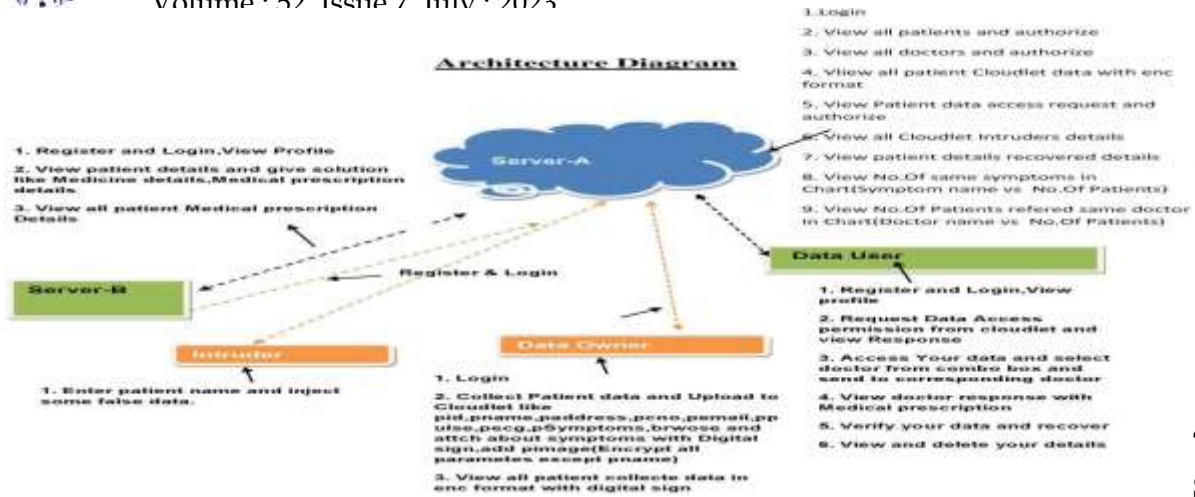 Volume : 52, Issue 7, July : 2023
Architecture Diagram
1.Login
2. View all patients and authorize
3. View all doctors and authorize
4. VIiew all patient Cloudlet data with enc
format
5. View Patient data access request and
authorize
6. View all Cloudlet Intruders details
7. View patient details recovered details
8. View No.Of same symptoms in
Chart(Symptom name vs No.Of Patients)
9. View No.Of Patients refered same doctor
in Chart(Doctor name vs No.Of Patients)
Server-A
1. Register and Login,View Profile
2. View patient details and give solution
like Medicine details,Medical prescription
details
3. View all patient Medical prescription
Details
Register & Login
Server-B
Intruder
1. Enter patient name and inject
some false data.
Data Owner
1. Login
2. Collect Patient data and Upload to
Cloudlet like
pid,pname,paddress,pcno,pemail,pp
ulse,pecg,pSymptoms,brwose and
attch about symptoms with Digital
sign,add pimage(Encrypt all
parametes except pname)
3. View all patient collecte data in
enc format with digital sign
Data User
1. Register and Login,View
profile
2. Request Data Access
permission from cloudlet and
view Response
3. Access Your data and select
doctor from combo box and
send to corresponding doctor
4. View doctor response with
Medical prescription
5. Verify your data and recover
6. View and delete your details